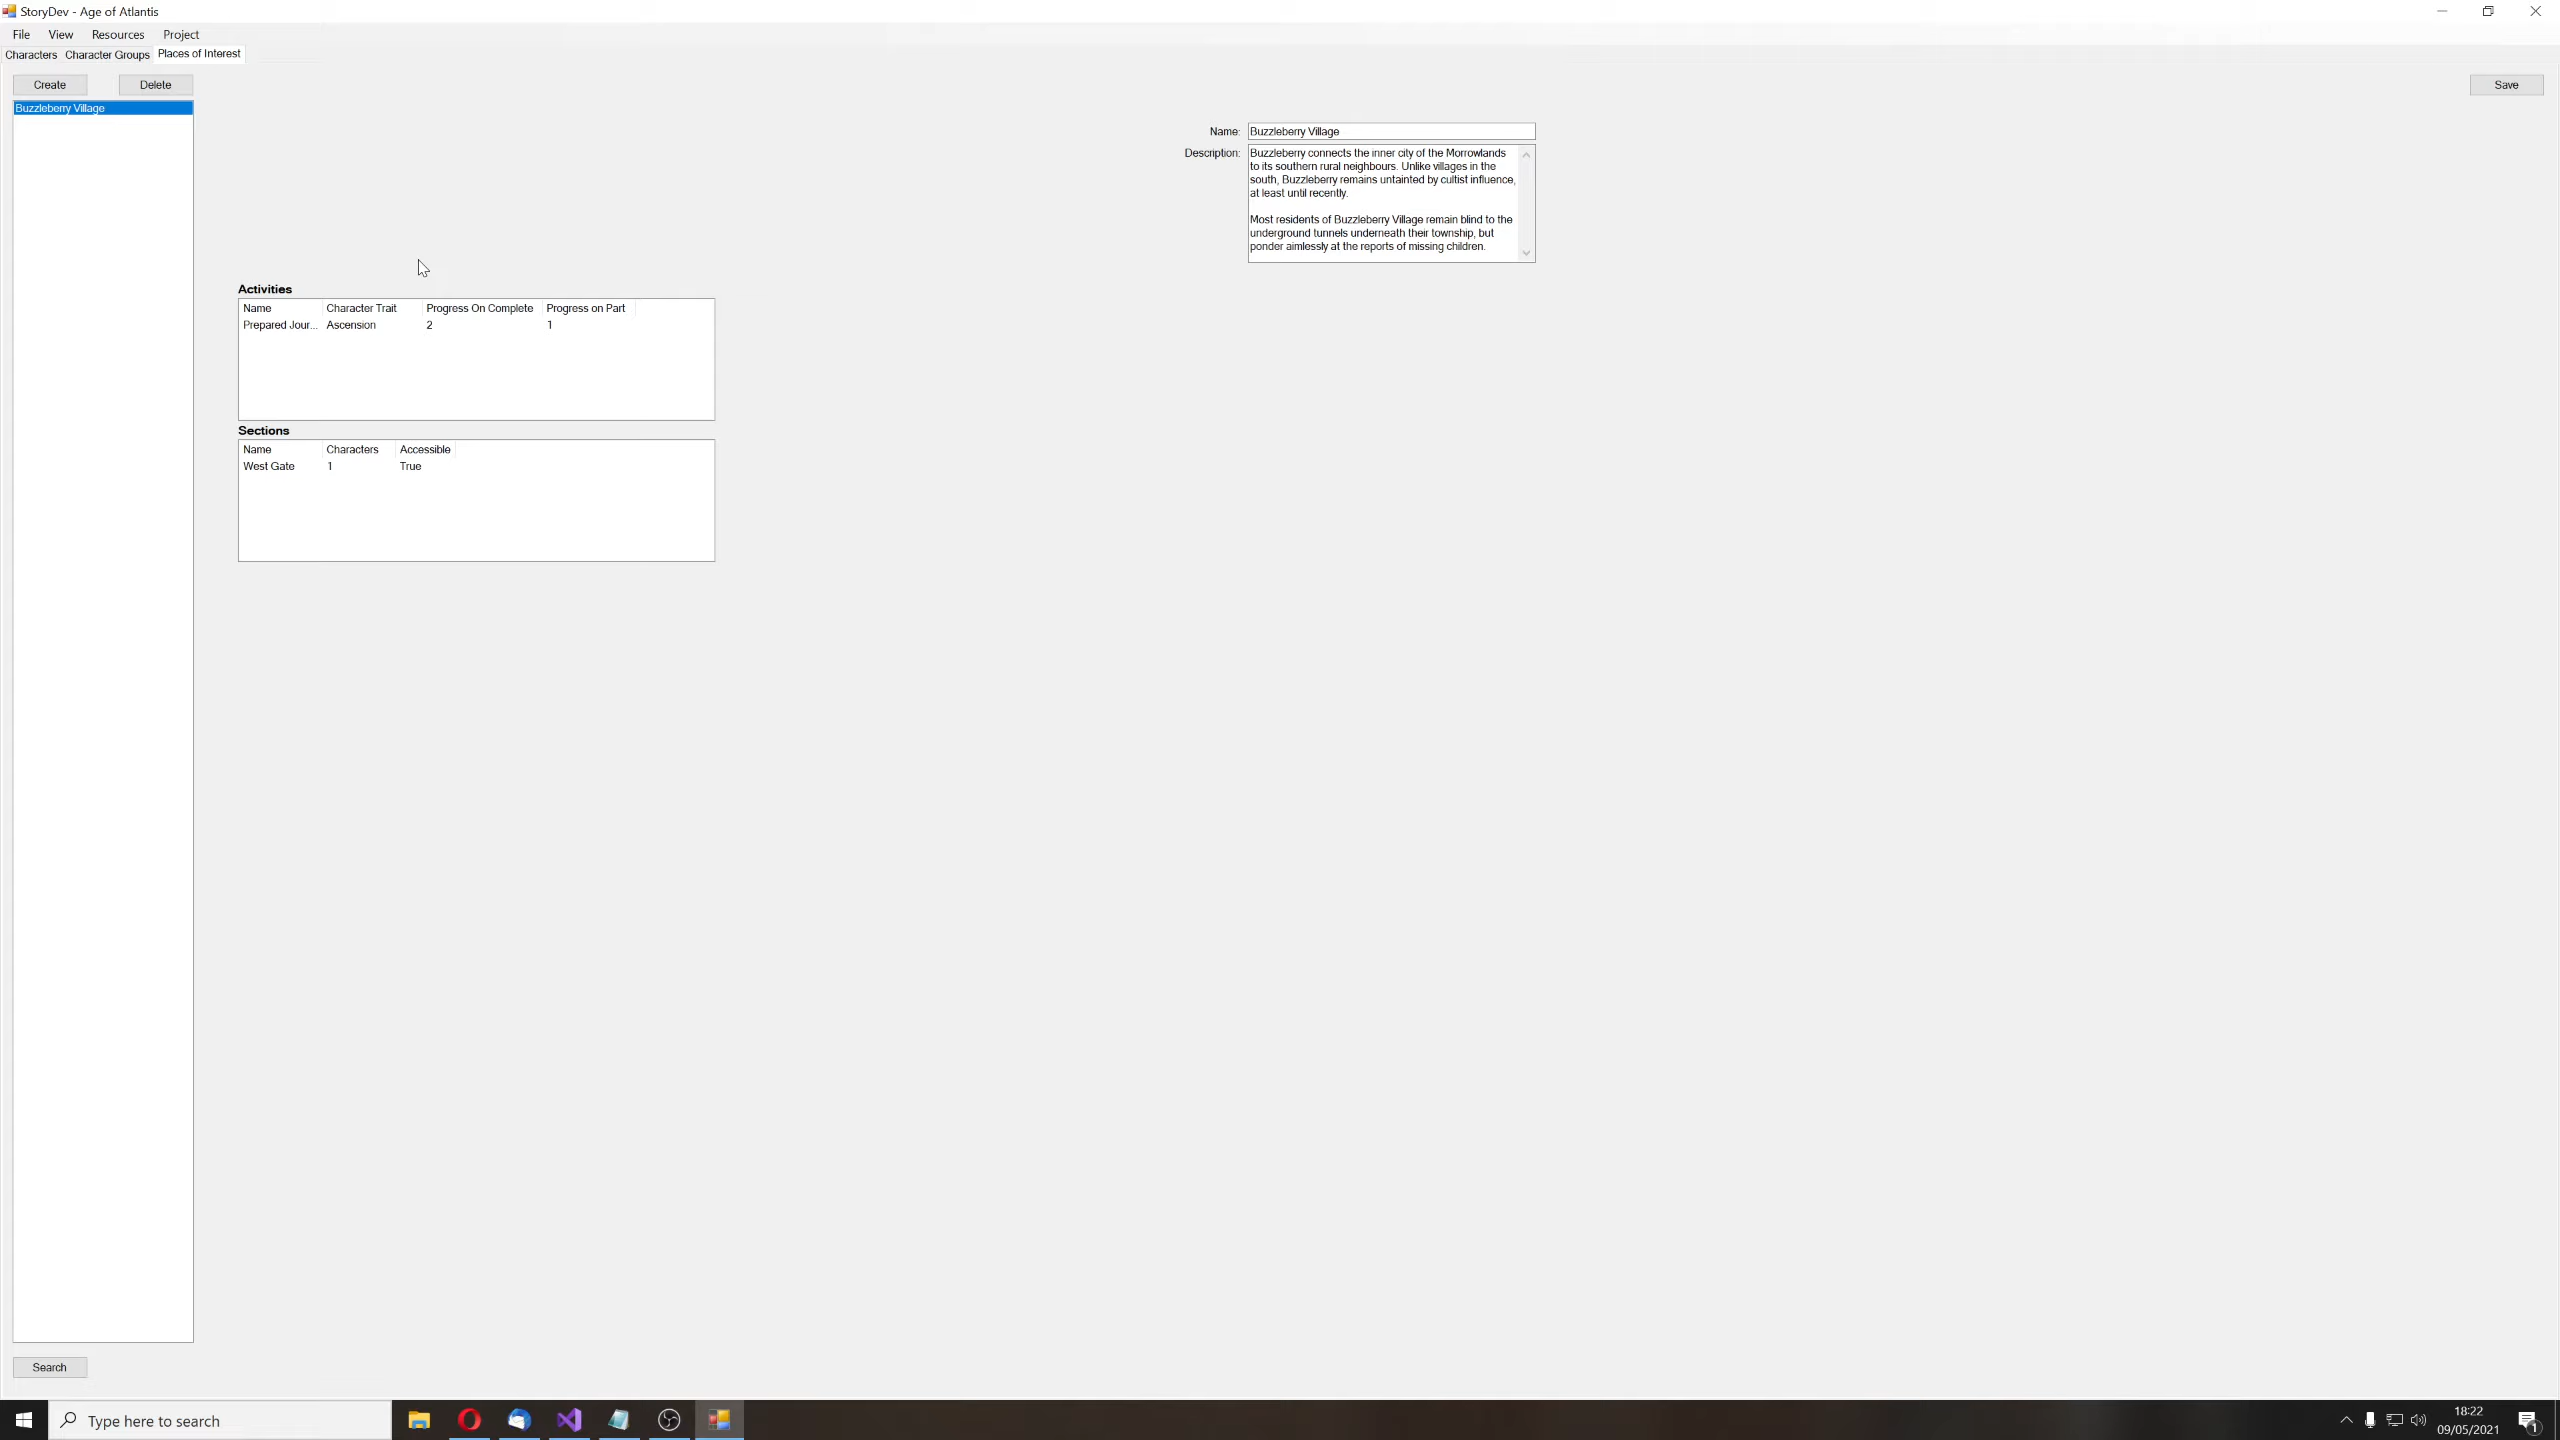 StoryDev - Age of Atlantis
File View Resources Project
Characters Character Groups Places of Interest
Create Delete Save
Buzzleberry Village
Name: Buzzleberry Village
Description: Buzzleberry connects the inner city of the Morrowlands
to its southern rural neighbours. Unlike villages in the
south, Buzzleberry remains untainted by cultist influence,
at least until recently.
Most residents of Buzzleberry Village remain blind to the
underground tunnels underneath their township, but
ponder aimlessly at the reports of missing children.
Activities
Name Character Trait Progress On Complete Progress on Part
Prepared Jour... Ascension 2 1
Sections
Name Characters Accessible
West Gate 1 True
Search
Type here to search
18:22
09/05/2021
1